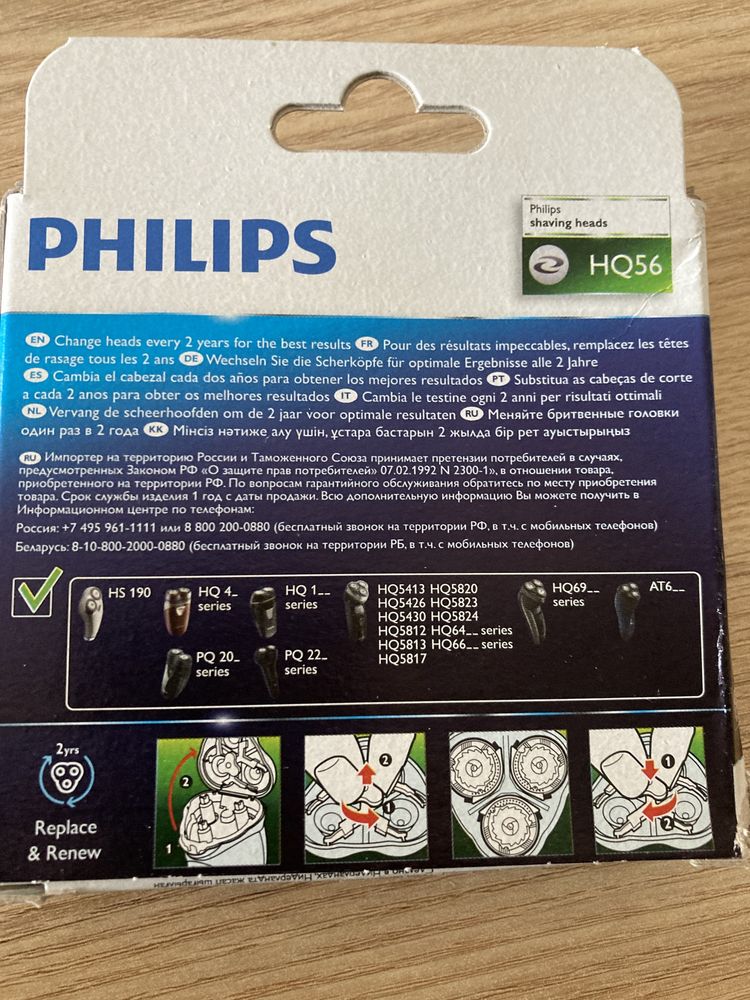 PHILIPS
Philips
shaving heads
HQ56
EN Change heads every 2 years for the best results FR Pour des résultats impeccables, remplacez les têtes
de rasage tous les 2 ans DE Wechseln Sie die Scherköpfe für optimale Ergebnisse alle 2 Jahre
ES Cambia el cabezal cada dos años para obtener los mejores resultados PT Substitua as cabeças de corte
a cada 2 anos para obter os melhores resultados IT Cambia le testine ogni 2 anni per risultati ottimali
NL Vervang de scheerhoofden om de 2 jaar voor optimale resultaten RU Меняйте бритвенные головки
один раз в 2 года KK Мінсіз нәтиже алу үшін, ұстара бастарын 2 жылда бір рет ауыстырыңыз
RU Импортер на территорию России и Таможенного Союза принимает претензии потребителей в случаях,
предусмотренных Законом РФ «О защите прав потребителей» 07.02.1992 N 2300-1», в отношении товара,
приобретенного на территории РФ. По вопросам гарантийного обслуживания обратитесь по месту приобретения
товара. Срок службы изделия 1 год с даты продажи. Всю дополнительную информацию Вы можете получить в
Информационном центре по телефонам:
Россия: +7 495 961-1111 или 8 800 200-0880 (бесплатный звонок на территории РФ, в т.ч. с мобильных телефонов)
Беларусь: 8-10-800-2000-0880 (бесплатный звонок на территории РБ, в т.ч. с мобильных телефонов)
HS 190
HQ 4_
series
HQ 1__
series
HQ5413 HQ5820
HQ5426 HQ5823
HQ5430 HQ5824
HQ5812 HQ64__ series
HQ5813 HQ66__ series
HQ5817
HQ69__
series
AT6__
PQ 20_
series
PQ 22_
series
2yrs
Replace
& Renew
2
1
2
1
1
2
Сделано в Нидерландах. Нидерландта жасап шығарылған